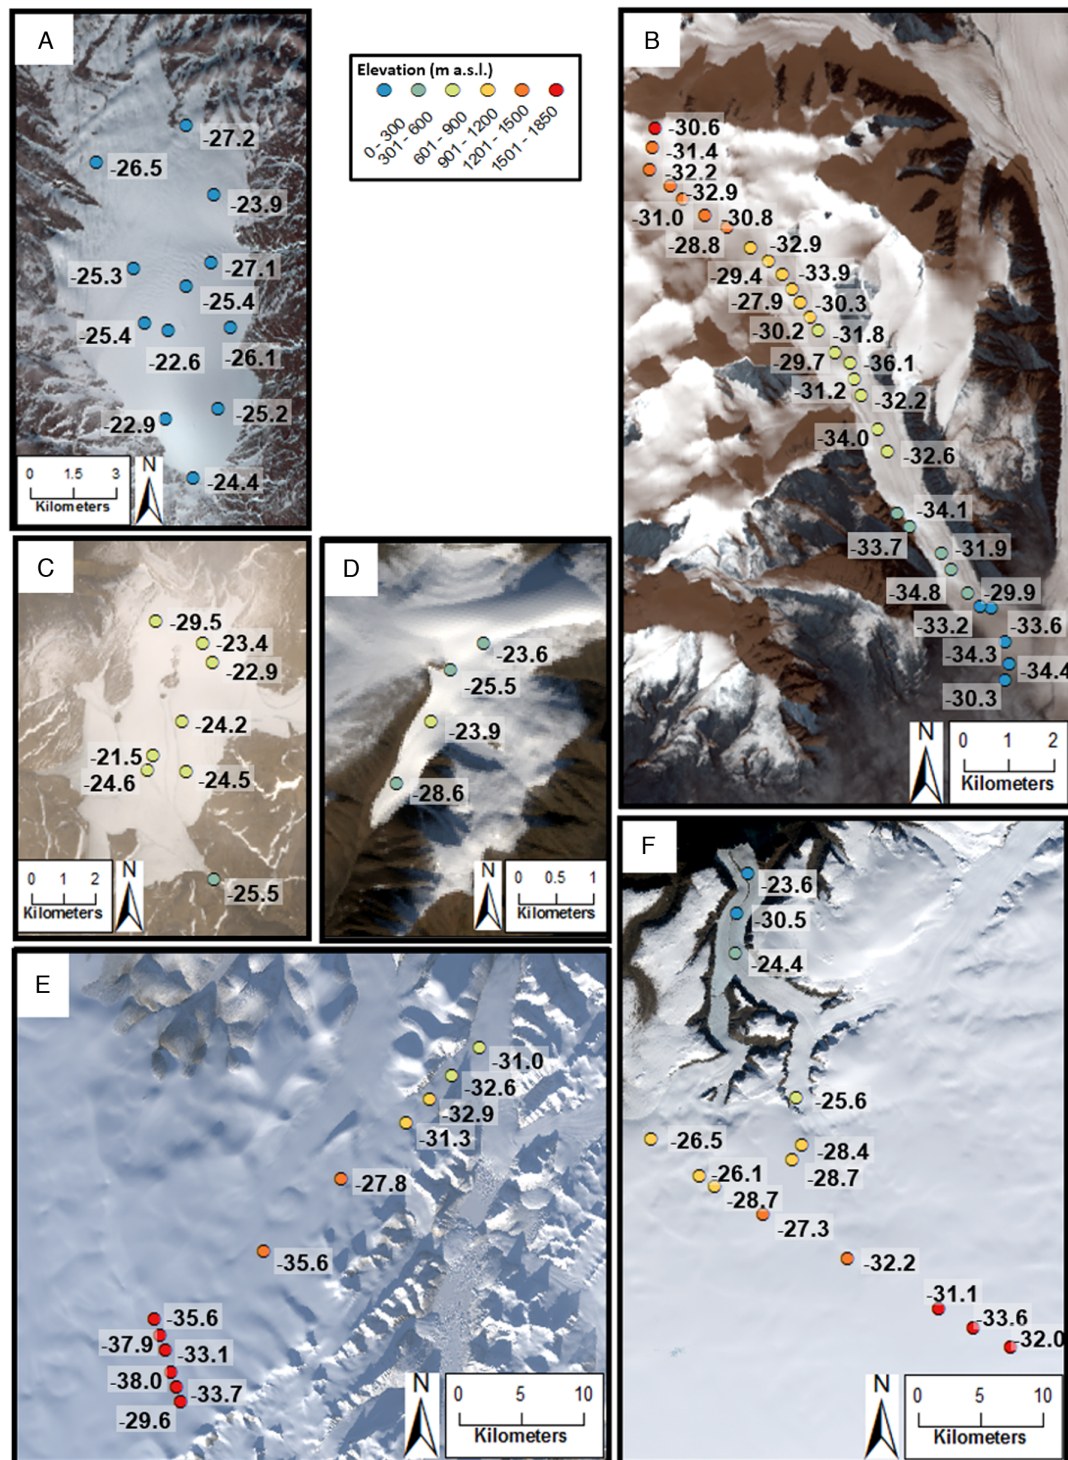 A
-27.2
-26.5
-23.9
-25.3
-27.1
-25.4
-25.4
-22.6
-26.1
-22.9
-25.2
-24.4
0 1.5 3
Kilometers
N
Elevation (m a.s.l.)
0 - 300
301 - 600
601 - 900
901 - 1200
1201 - 1500
1501 - 1850
B
-30.6
-31.4
-32.2
-32.9
-31.0
-30.8
-28.8
-32.9
-29.4
-33.9
-27.9
-30.3
-30.2
-31.8
-29.7
-36.1
-31.2
-32.2
-34.0
-32.6
-34.1
-33.7
-31.9
-34.8
-29.9
-33.2
-33.6
-34.3
-34.4
-30.3
N
0 1 2
Kilometers
C
-29.5
-23.4
-22.9
-24.2
-21.5
-24.6
-24.5
-25.5
0 1 2
Kilometers
N
D
-23.6
-25.5
-23.9
-28.6
N
0 0.5 1
Kilometers
E
-31.0
-32.6
-32.9
-31.3
-27.8
-35.6
-35.6
-37.9
-33.1
-38.0
-33.7
-29.6
N
0 5 10
Kilometers
F
-23.6
-30.5
-24.4
-25.6
-26.5
-28.4
-26.1
-28.7
-28.7
-27.3
-32.2
-31.1
-33.6
-32.0
N
0 5 10
Kilometers